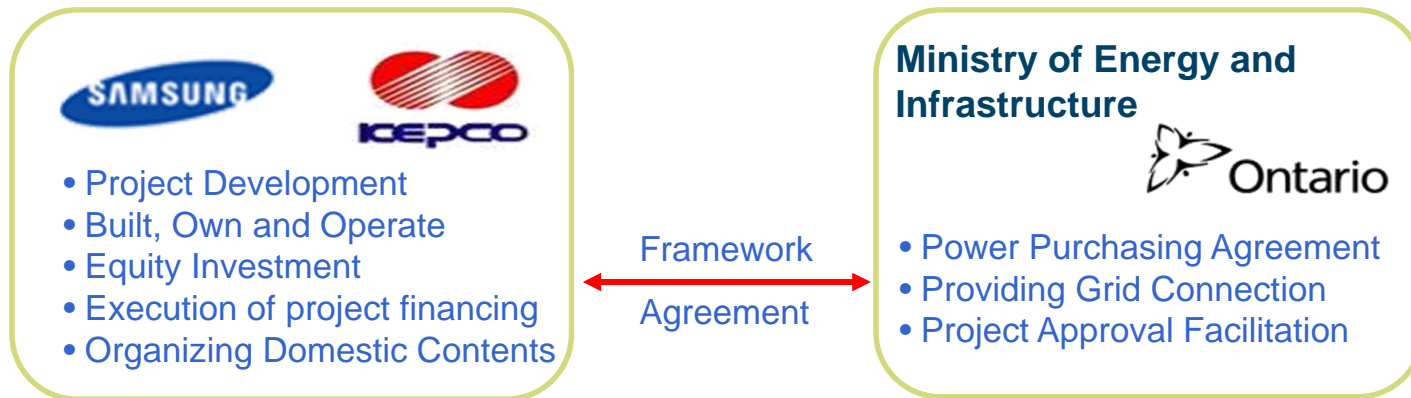 SAMSUNG
KEPCO
• Project Development
• Built, Own and Operate
• Equity Investment
• Execution of project financing
• Organizing Domestic Contents
Framework
Agreement
Ministry of Energy and
Infrastructure
Ontario
• Power Purchasing Agreement
• Providing Grid Connection
• Project Approval Facilitation